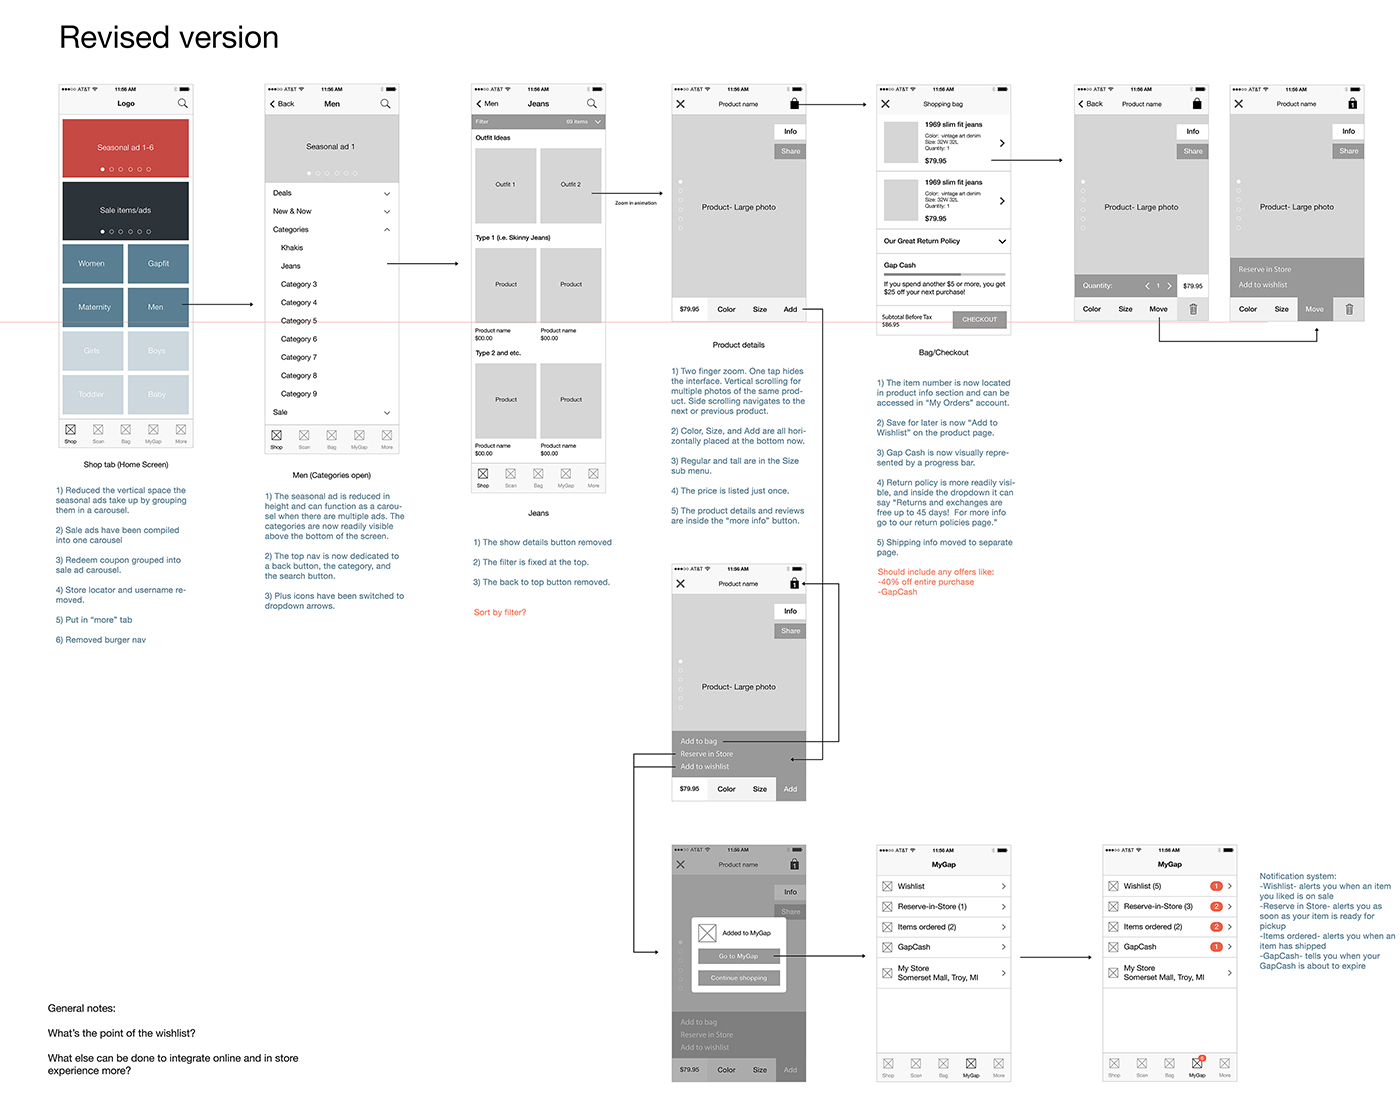 Revised version
●●●○○ AT&T 11:56 AM
Logo
Seasonal ad 1-6
Sale items/ads
Women
Gapfit
Maternity
Men
Girls
Boys
Toddler
Baby
Shop
Scan
Bag
MyGap
More
Shop tab (Home Screen)
1) Reduced the vertical space the
seasonal ads take up by grouping
them in a carousel.
2) Sale ads have been compiled
into one carousel
3) Redeem coupon grouped into
sale ad carousel.
4) Store locator and username re-
moved.
5) Put in “more” tab
6) Removed burger nav
●●●○○ AT&T 11:56 AM
Back
Men
Seasonal ad 1
Deals
New & Now
Categories
Khakis
Jeans
Category 3
Category 4
Category 5
Category 6
Category 7
Category 8
Category 9
Sale
Shop
Scan
Bag
MyGap
More
Men (Categories open)
1) The seasonal ad is reduced in
height and can function as a carou-
sel when there are multiple ads. The
categories are now readily visible
above the bottom of the screen.
2) The top nav is now dedicated to
a back button, the category, and
the search button.
3) Plus icons have been switched to
dropdown arrows.
●●●○○ AT&T 11:56 AM
Men
Jeans
Filter
69 items
Outfit Ideas
Outfit 1
Outfit 2
Type 1 (i.e. Skinny Jeans)
Product
Product
Product name
$00.00
Product name
$00.00
Type 2 and etc.
Product
Product
Product name
$00.00
Product name
$00.00
Shop
Scan
Bag
MyGap
More
Jeans
1) The show details button removed
2) The filter is fixed at the top.
3) The back to top button removed.
Sort by filter?
Zoom in animation
●●●○○ AT&T 11:56 AM
Product name
Info
Share
Product- Large photo
$79.95
Color
Size
Add
Product details
1) Two finger zoom. One tap hides
the interface. Vertical scrolling for
multiple photos of the same prod-
uct. Side scrolling navigates to the
next or previous product.
2) Color, Size, and Add are all hori-
zontally placed at the bottom now.
3) Regular and tall are in the Size
sub menu.
4) The price is listed just once.
5) The product details and reviews
are inside the “more info” button.
●●●○○ AT&T 11:56 AM
Shopping bag
1969 slim fit jeans
Color: vintage art denim
Size: 32W 32L
Quantity: 1
$79.95
1969 slim fit jeans
Color: vintage art denim
Size: 32W 32L
Quantity: 1
$79.95
Our Great Return Policy
Gap Cash
If you spend another $5 or more, you get
$25 off your next purchase!
Subtotal Before Tax
$86.95
CHECKOUT
Bag/Checkout
1) The item number is now located
in product info section and can be
accessed in “My Orders” account.
2) Save for later is now “Add to
Wishlist” on the product page.
3) Gap Cash is now visually repre-
sented by a progress bar.
4) Return policy is more readily visi-
ble, and inside the dropdown it can
say “Returns and exchanges are
free up to 45 days! For more info
go to our return policies page.”
5) Shipping info moved to separate
page.
Should include any offers like:
-40% off entire purchase
-GapCash
●●●○○ AT&T 11:56 AM
Back
Product name
Info
Share
Product- Large photo
Quantity:
1
$79.95
Color
Size
Move
●●●○○ AT&T 11:56 AM
Product name
1
Info
Share
Product- Large photo
Reserve in Store
Add to wishlist
Color
Size
Move
●●●○○ AT&T 11:56 AM
Product name
1
Info
Share
Product- Large photo
Add to bag
Reserve in Store
Add to wishlist
$79.95
Color
Size
Add
●●●○○ AT&T 11:56 AM
Product name
1
Info
Share
Added to MyGap
Go to MyGap
Continue shopping
Add to bag
Reserve in Store
Add to wishlist
$79.95
Color
Size
Add
●●●○○ AT&T 11:56 AM
MyGap
Wishlist
Reserve-in-Store (1)
Items ordered (2)
GapCash
My Store
Somerset Mall, Troy, MI
Shop
Scan
Bag
MyGap
More
●●●○○ AT&T 11:56 AM
MyGap
Wishlist (5)
1
Reserve-in-Store (3)
2
Items ordered (2)
2
GapCash
1
My Store
Somerset Mall, Troy, MI
Shop
Scan
Bag
MyGap
More
Notification system:
-Wishlist- alerts you when an item
you liked is on sale
-Reserve in Store- alerts you as
soon as your item is ready for
pickup
-Items ordered- alerts you when an
item has shipped
-GapCash- tells you when your
GapCash is about to expire
General notes:
What’s the point of the wishlist?
What else can be done to integrate online and in store
experience more?